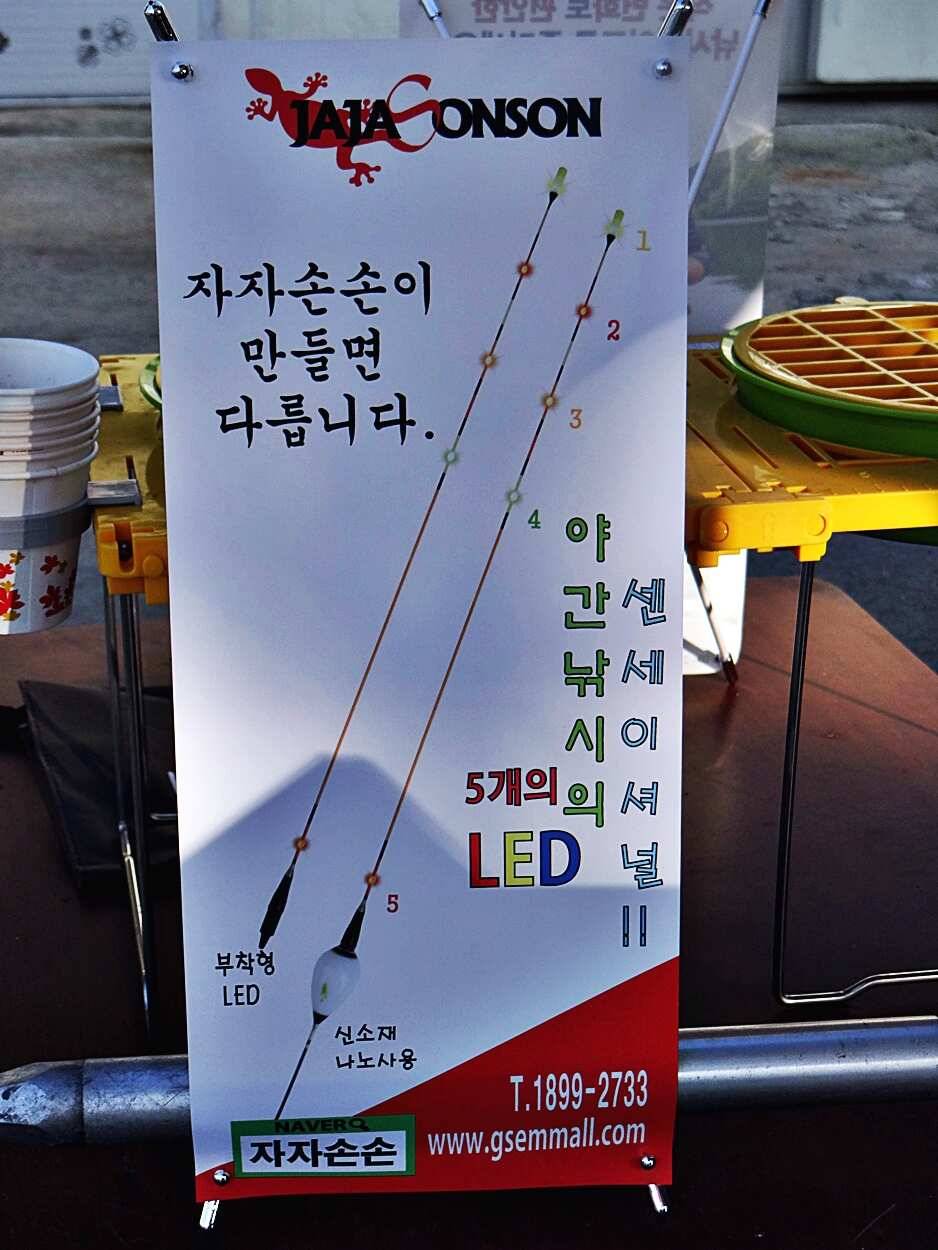 JAJASONSON
자자손손이
만들면
다릅니다.
1
2
3
4
5
야간낚시의
센세이셔널!!
5개의
LED
부착형
LED
신소재
나노사용
T.1899-2733
www.gsemmall.com
NAVER
자자손손